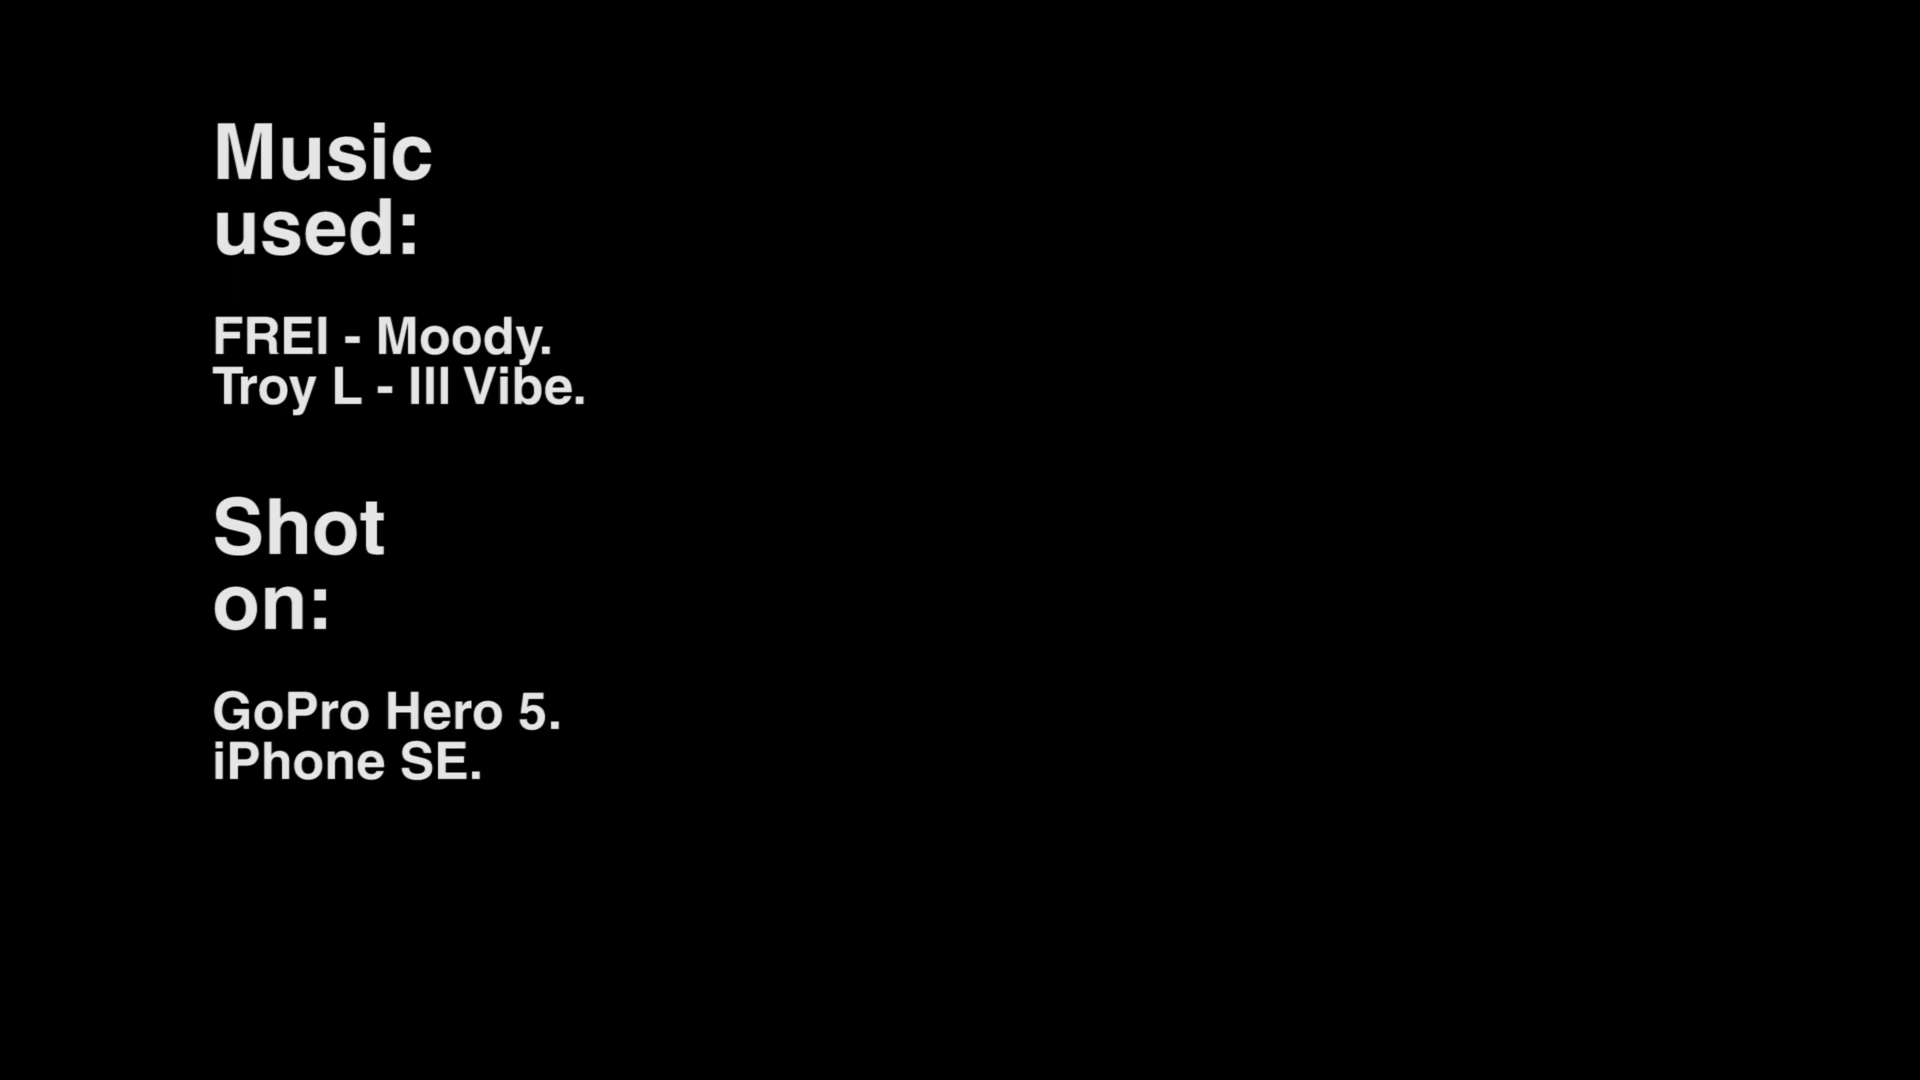 Music
used:
FREI - Moody.
Troy L - Ill Vibe.
Shot
on:
GoPro Hero 5.
iPhone SE.